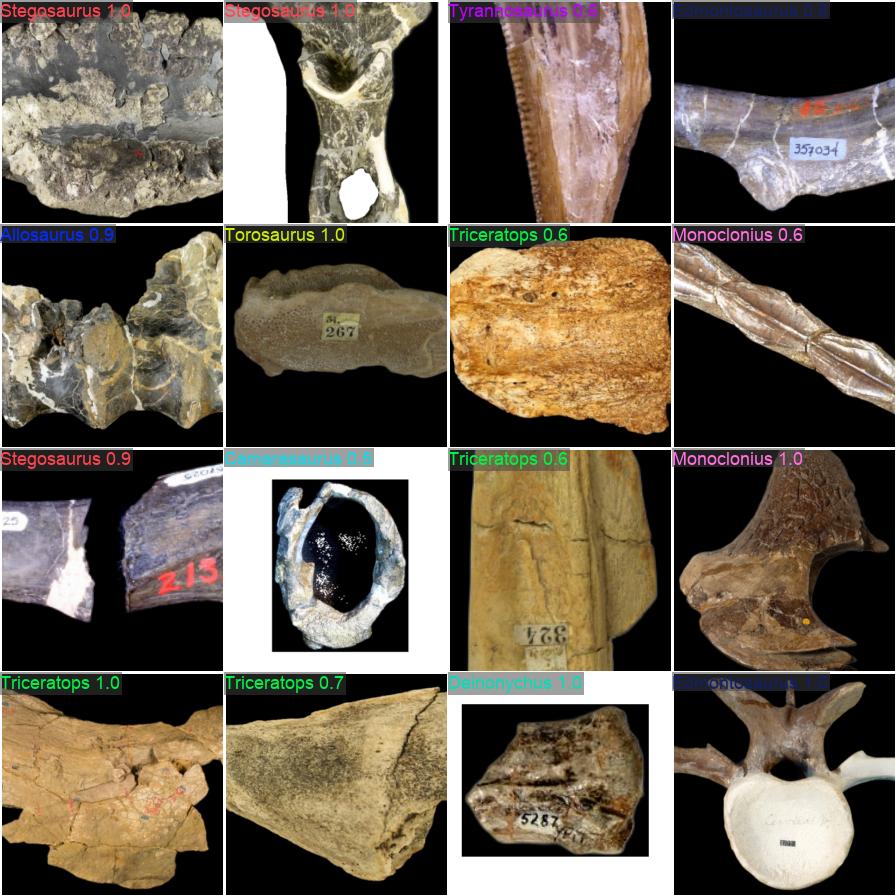 Stegosaurus 1.0
Stegosaurus 1.0
Tyrannosaurus 0.6
Edmontosaurus 0.8
357034
Allosaurus 0.9
Torosaurus 1.0
267
Triceratops 0.6
Monoclonius 0.6
Stegosaurus 0.9
25
213
Camarasaurus 0.5
Triceratops 0.6
324
Monoclonius 1.0
Triceratops 1.0
Triceratops 0.7
Deinonychus 1.0
5287
Edmontosaurus 1.0